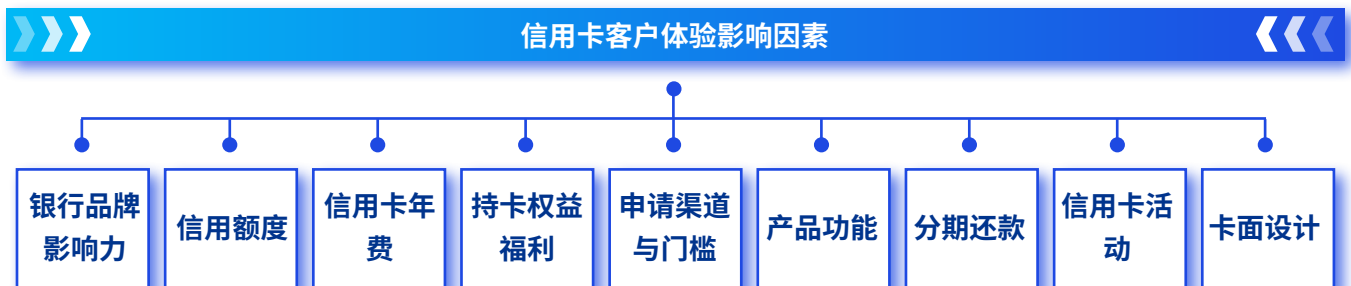 信用卡客户体验影响因素
银行品牌
影响力
信用额度
信用卡年
费
持卡权益
福利
申请渠道
与门槛
产品功能
分期还款
信用卡活
动
卡面设计